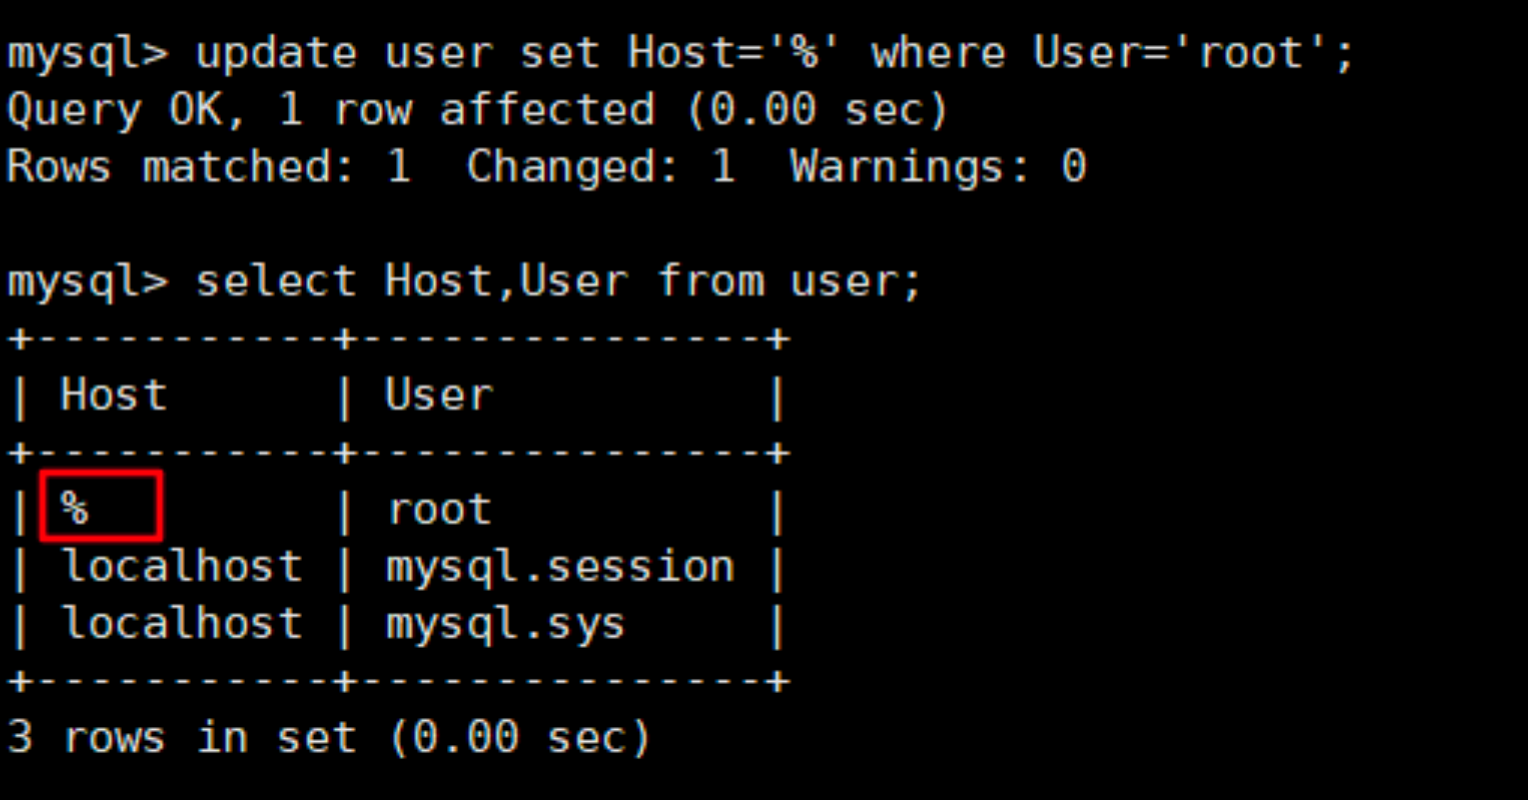 mysql> update user set Host='%' where User='root';
Query OK, 1 row affected (0.00 sec)
Rows matched: 1  Changed: 1  Warnings: 0
mysql> select Host,User from user;
+-----------+---------------+
| Host      | User          |
+-----------+---------------+
| %         | root          |
| localhost | mysql.session |
| localhost | mysql.sys     |
+-----------+---------------+
3 rows in set (0.00 sec)